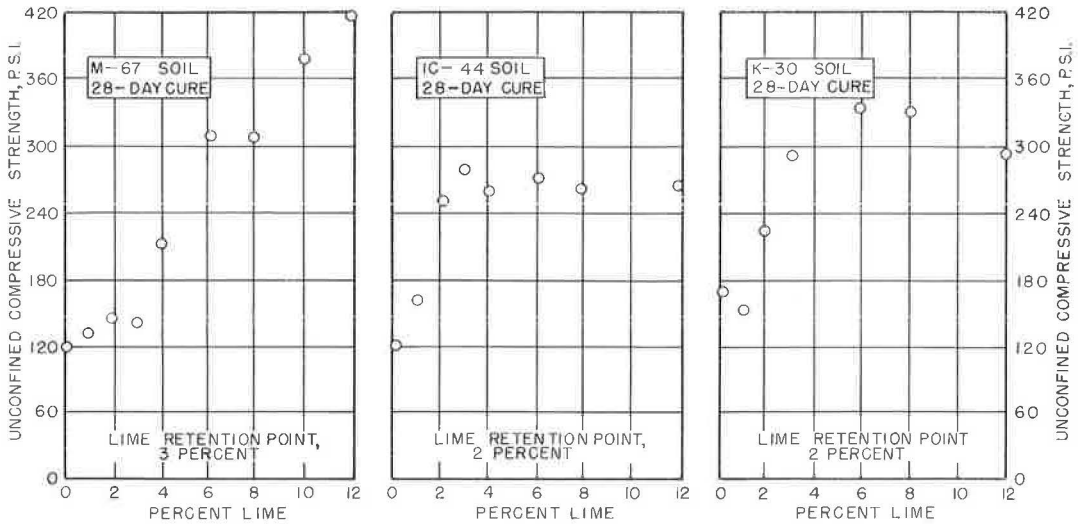 UNCONFINED COMPRESSIVE STRENGTH, P.S.I.
420
360
300
240
180
120
60
0
M-67 SOIL
28-DAY CURE
LIME RETENTION POINT,
3 PERCENT
0 2 4 6 8 10 12
PERCENT LIME
IC-44 SOIL
28-DAY CURE
LIME RETENTION POINT,
2 PERCENT
0 2 4 6 8 10 12
PERCENT LIME
K-30 SOIL
28-DAY CURE
LIME RETENTION POINT
2 PERCENT
0 2 4 6 8 10 12
PERCENT LIME
420
360
300
240
180
120
60
0
UNCONFINED COMPRESSIVE STRENGTH, P.S.I.